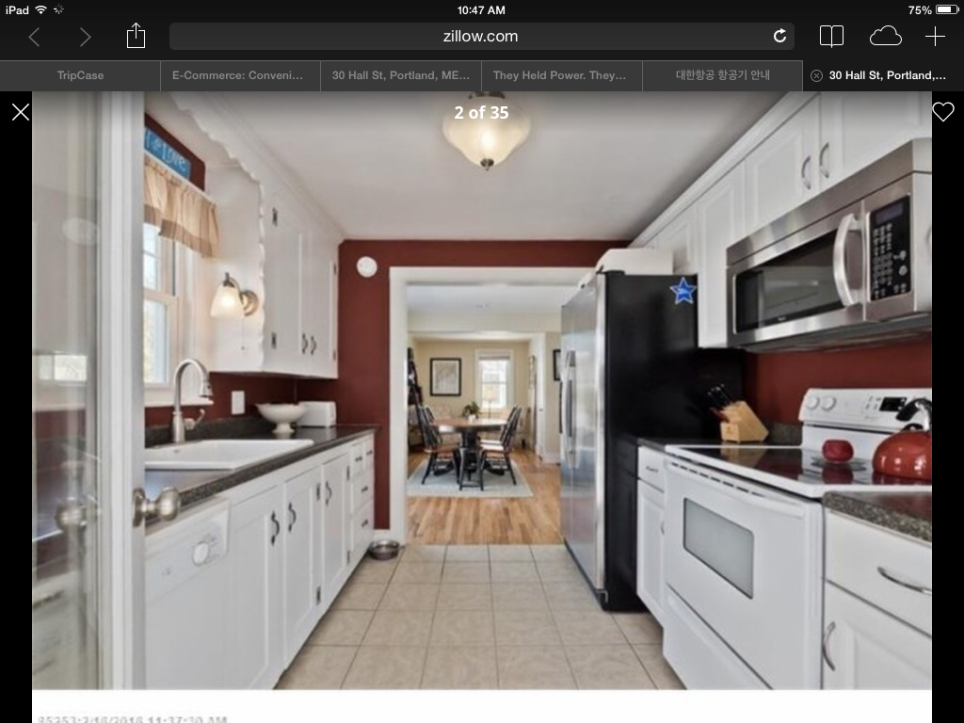 iPad
10:47 AM
75%
zillow.com
TripCase
E-Commerce: Conveni...
30 Hall St, Portland, ME...
They Held Power. They...
대한항공 항공기 안내
30 Hall St, Portland,...
2 of 35